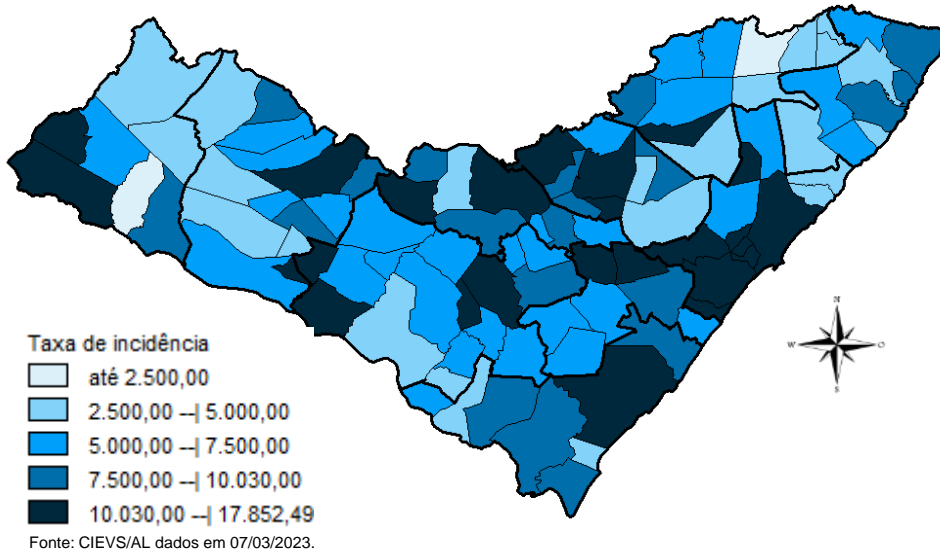 Taxa de incidência
até 2.500,00
2.500,00 --| 5.000,00
5.000,00 --| 7.500,00
7.500,00 --| 10.030,00
10.030,00 --| 17.852,49
Fonte: CIEVS/AL dados em 07/03/2023.
N
W
O
S